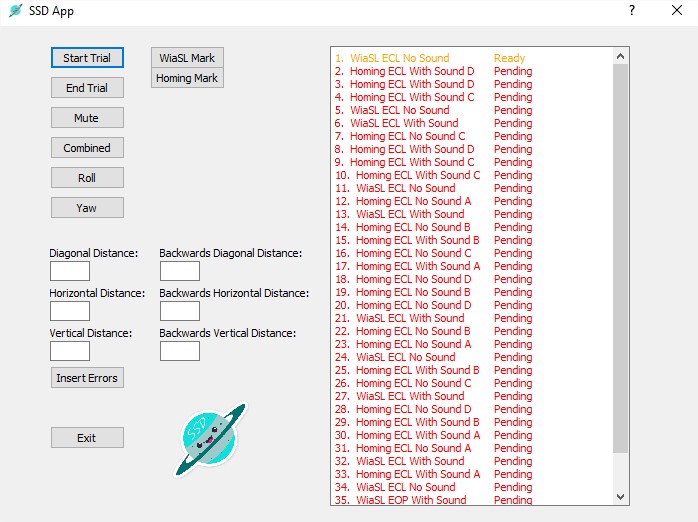 SSD App
?
Start Trial
WiaSL Mark
Homing Mark
End Trial
Mute
Combined
Roll
Yaw
Diagonal Distance:
Backwards Diagonal Distance:
Horizontal Distance:
Backwards Horizontal Distance:
Vertical Distance:
Backwards Vertical Distance:
Insert Errors
Exit
SSD
1. WiaSL ECL No Sound Ready
2. Homing ECL With Sound D Pending
3. Homing ECL With Sound D Pending
4. Homing ECL With Sound C Pending
5. WiaSL ECL No Sound Pending
6. WiaSL ECL With Sound Pending
7. Homing ECL No Sound C Pending
8. Homing ECL With Sound D Pending
9. Homing ECL With Sound C Pending
10. Homing ECL With Sound C Pending
11. WiaSL ECL No Sound Pending
12. Homing ECL No Sound A Pending
13. WiaSL ECL With Sound Pending
14. Homing ECL No Sound B Pending
15. Homing ECL With Sound B Pending
16. Homing ECL No Sound C Pending
17. Homing ECL With Sound A Pending
18. Homing ECL No Sound D Pending
19. Homing ECL No Sound B Pending
20. Homing ECL No Sound D Pending
21. WiaSL ECL With Sound Pending
22. Homing ECL No Sound B Pending
23. Homing ECL No Sound A Pending
24. WiaSL ECL No Sound Pending
25. Homing ECL With Sound B Pending
26. Homing ECL No Sound C Pending
27. WiaSL ECL With Sound Pending
28. Homing ECL No Sound D Pending
29. Homing ECL With Sound B Pending
30. Homing ECL With Sound A Pending
31. Homing ECL No Sound A Pending
32. WiaSL ECL With Sound Pending
33. Homing ECL With Sound A Pending
34. WiaSL ECL No Sound Pending
35. WiaSL EOP With Sound Pending